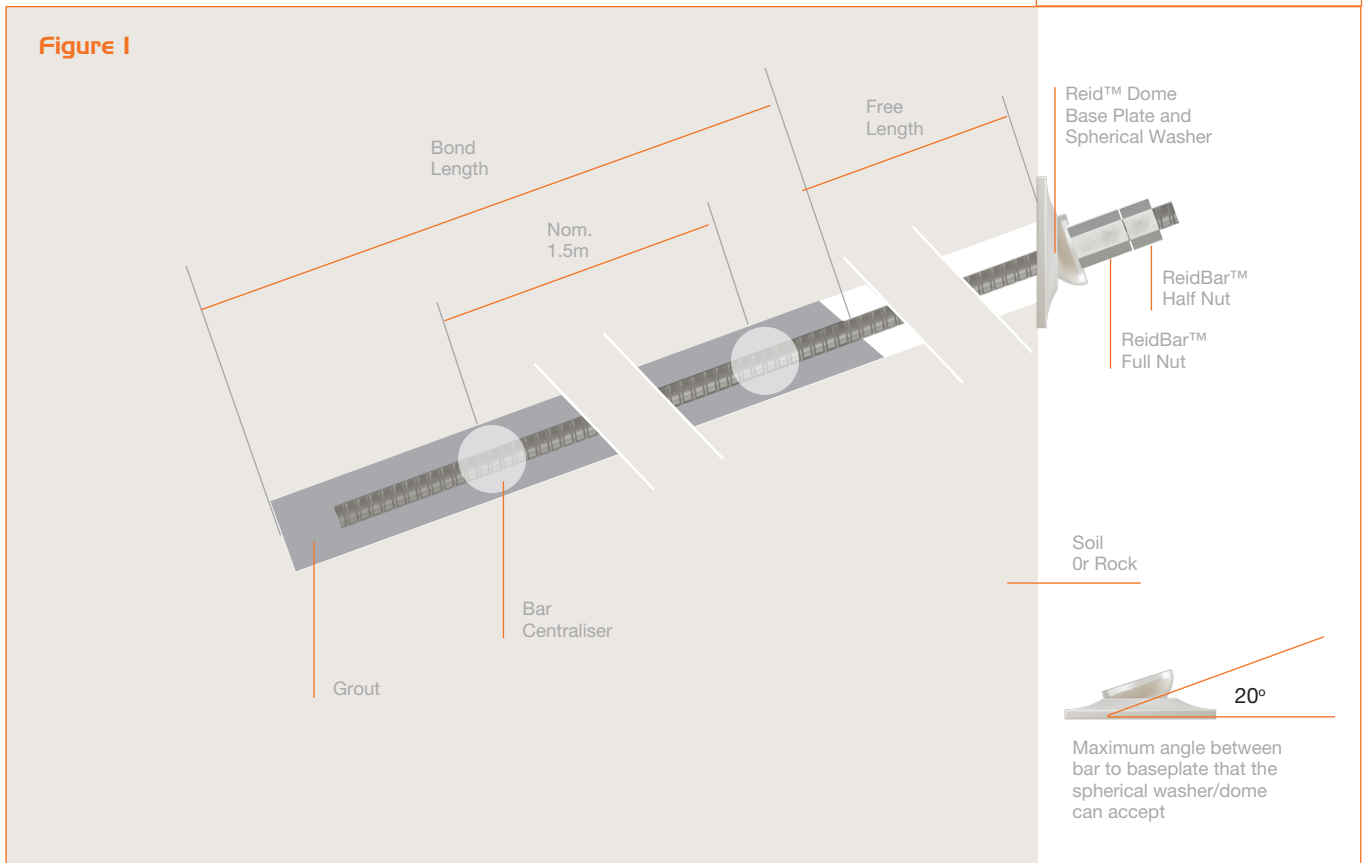 Figure 1
Bond
Length
Free
Length
Nom.
1.5m
Reid™ Dome
Base Plate and
Spherical Washer
ReidBar™
Half Nut
ReidBar™
Full Nut
Soil
0r Rock
Bar
Centraliser
Grout
20°
Maximum angle between
bar to baseplate that the
spherical washer/dome
can accept